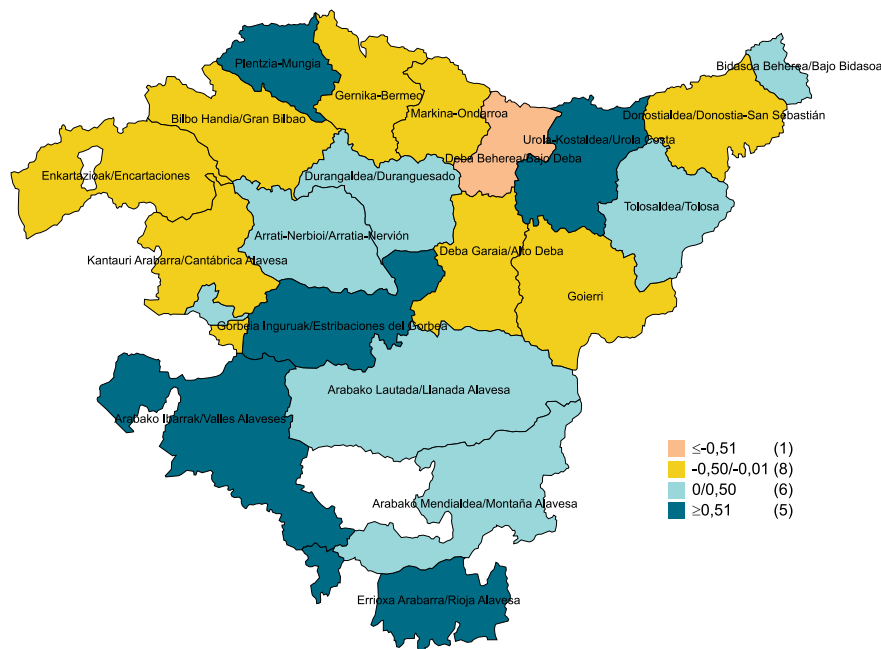 Plentzia-Mungia
Bidasoa Beherea/Bajo Bidasoa
Gernika-Bermeo
Markina-Ondarroa
Donostialdea/Donostia-San Sebastián
Bilbo Handia/Gran Bilbao
Urola-Kostaldea/Urola Costa
Deba Beherea/Bajo Deba
Enkartazioak/Encartaciones
Durangaldea/Duranguesado
Tolosaldea/Tolosa
Arrati-Nerbioi/Arratia-Nervión
Kantauri Arabarra/Cantábrica Alavesa
Deba Garaia/Alto Deba
Goierri
Gorbeia Inguruak/Estribaciones del Gorbea
Arabako Lautada/Llanada Alavesa
Arabako Ibarrak/Valles Alaveses
≤-0,51 (1)
-0,50/-0,01 (8)
0/0,50 (6)
≥0,51 (5)
Arabako Mendialdea/Montaña Alavesa
Errioxa Arabarra/Rioja Alavesa